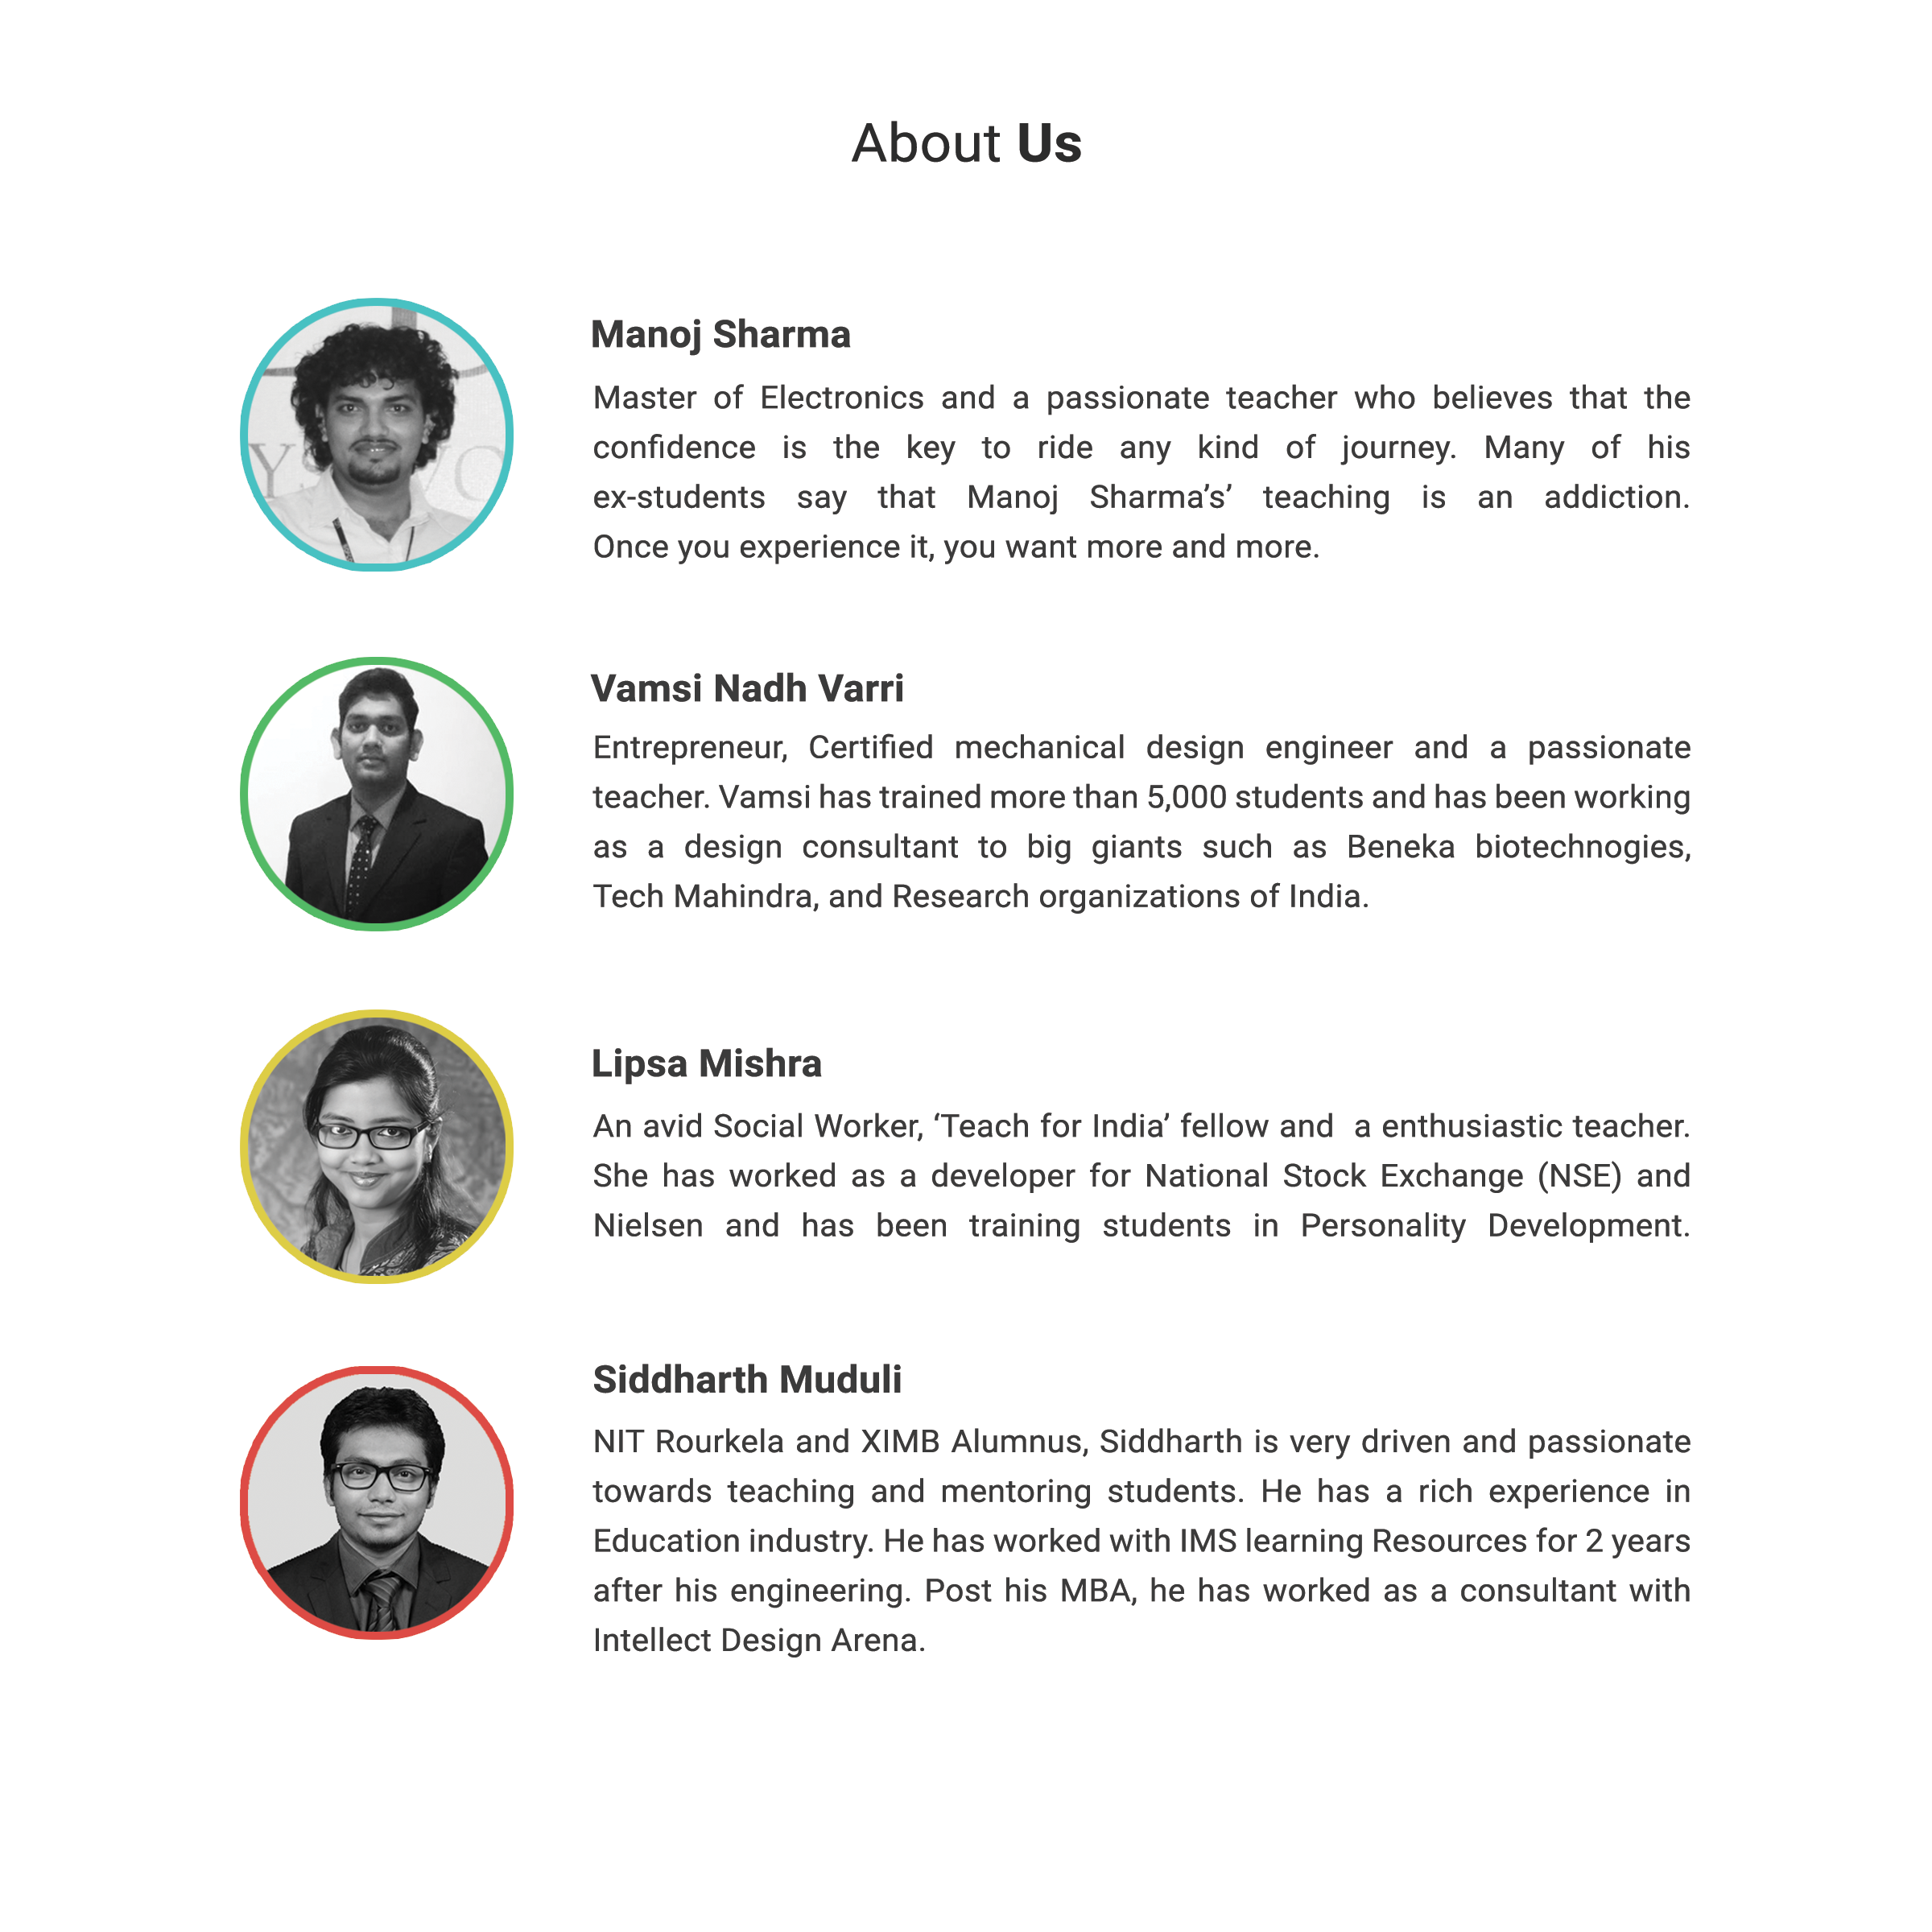 About Us
Manoj Sharma
Master of Electronics and a passionate teacher who believes that the
confidence is the key to ride any kind of journey. Many of his
ex-students say that Manoj Sharma’s’ teaching is an addiction.
Once you experience it, you want more and more.
Vamsi Nadh Varri
Entrepreneur, Certified mechanical design engineer and a passionate
teacher. Vamsi has trained more than 5,000 students and has been working
as a design consultant to big giants such as Beneka biotechnogies,
Tech Mahindra, and Research organizations of India.
Lipsa Mishra
An avid Social Worker, ‘Teach for India’ fellow and  a enthusiastic teacher.
She has worked as a developer for National Stock Exchange (NSE) and
Nielsen and has been training students in Personality Development.
Siddharth Muduli
NIT Rourkela and XIMB Alumnus, Siddharth is very driven and passionate
towards teaching and mentoring students. He has a rich experience in
Education industry. He has worked with IMS learning Resources for 2 years
after his engineering. Post his MBA, he has worked as a consultant with
Intellect Design Arena.